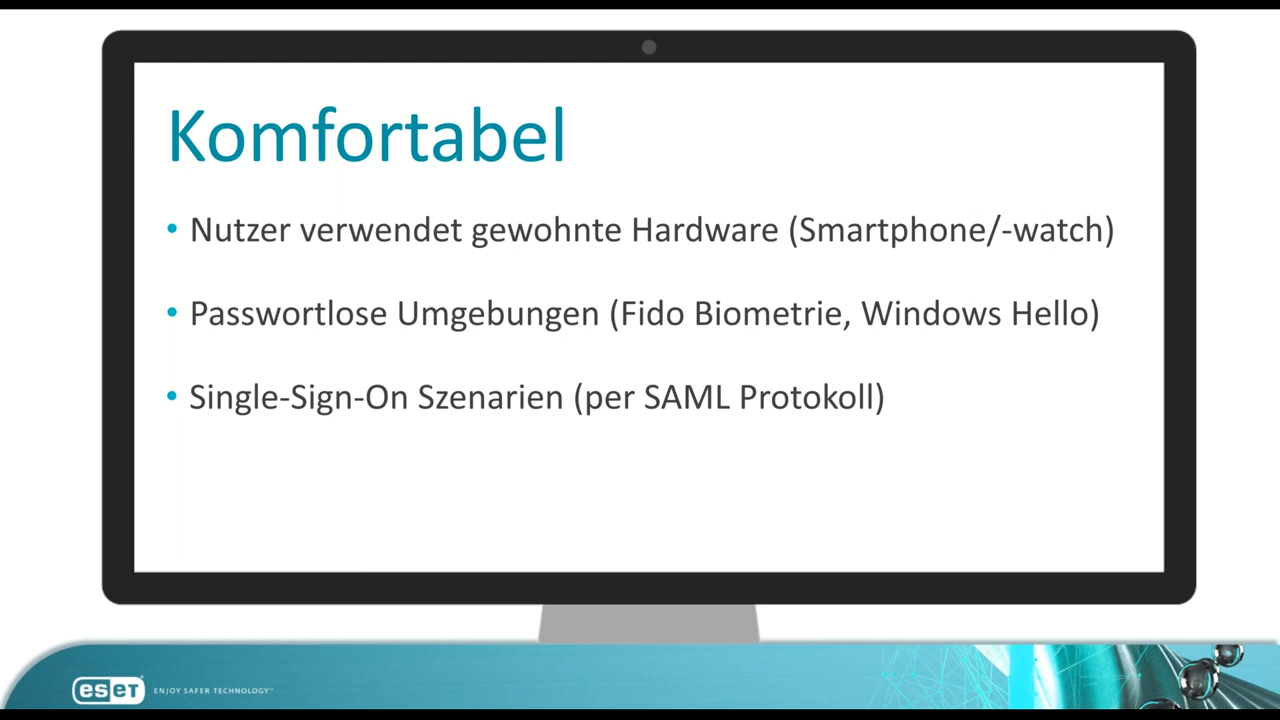 Komfortabel
• Nutzer verwendet gewohnte Hardware (Smartphone/-watch)
• Passwortlose Umgebungen (Fido Biometrie, Windows Hello)
• Single-Sign-On Szenarien (per SAML Protokoll)
eseT ENJOY SAFER TECHNOLOGY™